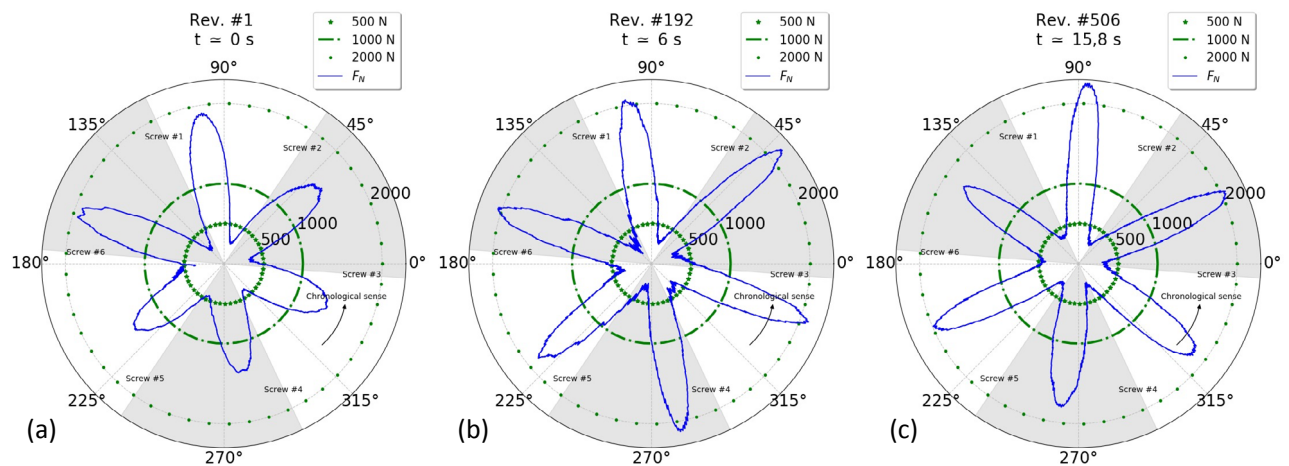 Rev. #1
t ≃ 0 s
500 N
1000 N
2000 N
F_N
90°
135°
45°
Screw #1
Screw #2
2000
1000
500
Screw #6
180°
0°
Screw #3
Chronological sense
Screw #5
Screw #4
225°
315°
270°
(a)
Rev. #192
t ≃ 6 s
500 N
1000 N
2000 N
F_N
90°
135°
45°
Screw #1
Screw #2
2000
1000
500
Screw #6
180°
0°
Screw #3
Chronological sense
Screw #5
Screw #4
225°
315°
270°
(b)
Rev. #506
t ≃ 15,8 s
500 N
1000 N
2000 N
F_N
90°
135°
45°
Screw #1
Screw #2
2000
1000
500
Screw #6
180°
0°
Screw #3
Chronological sense
Screw #5
Screw #4
225°
315°
270°
(c)